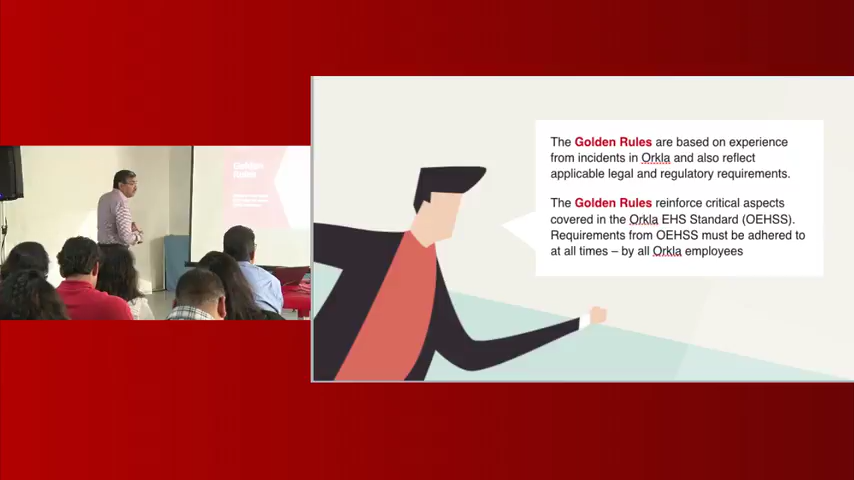 Golden
Rules
The Golden Rules are based on experience
from incidents in Orkla and also reflect
applicable legal and regulatory requirements.
The Golden Rules reinforce critical aspects
covered in the Orkla EHS Standard (OEHSS).
Requirements from OEHSS must be adhered to
at all times – by all Orkla employees